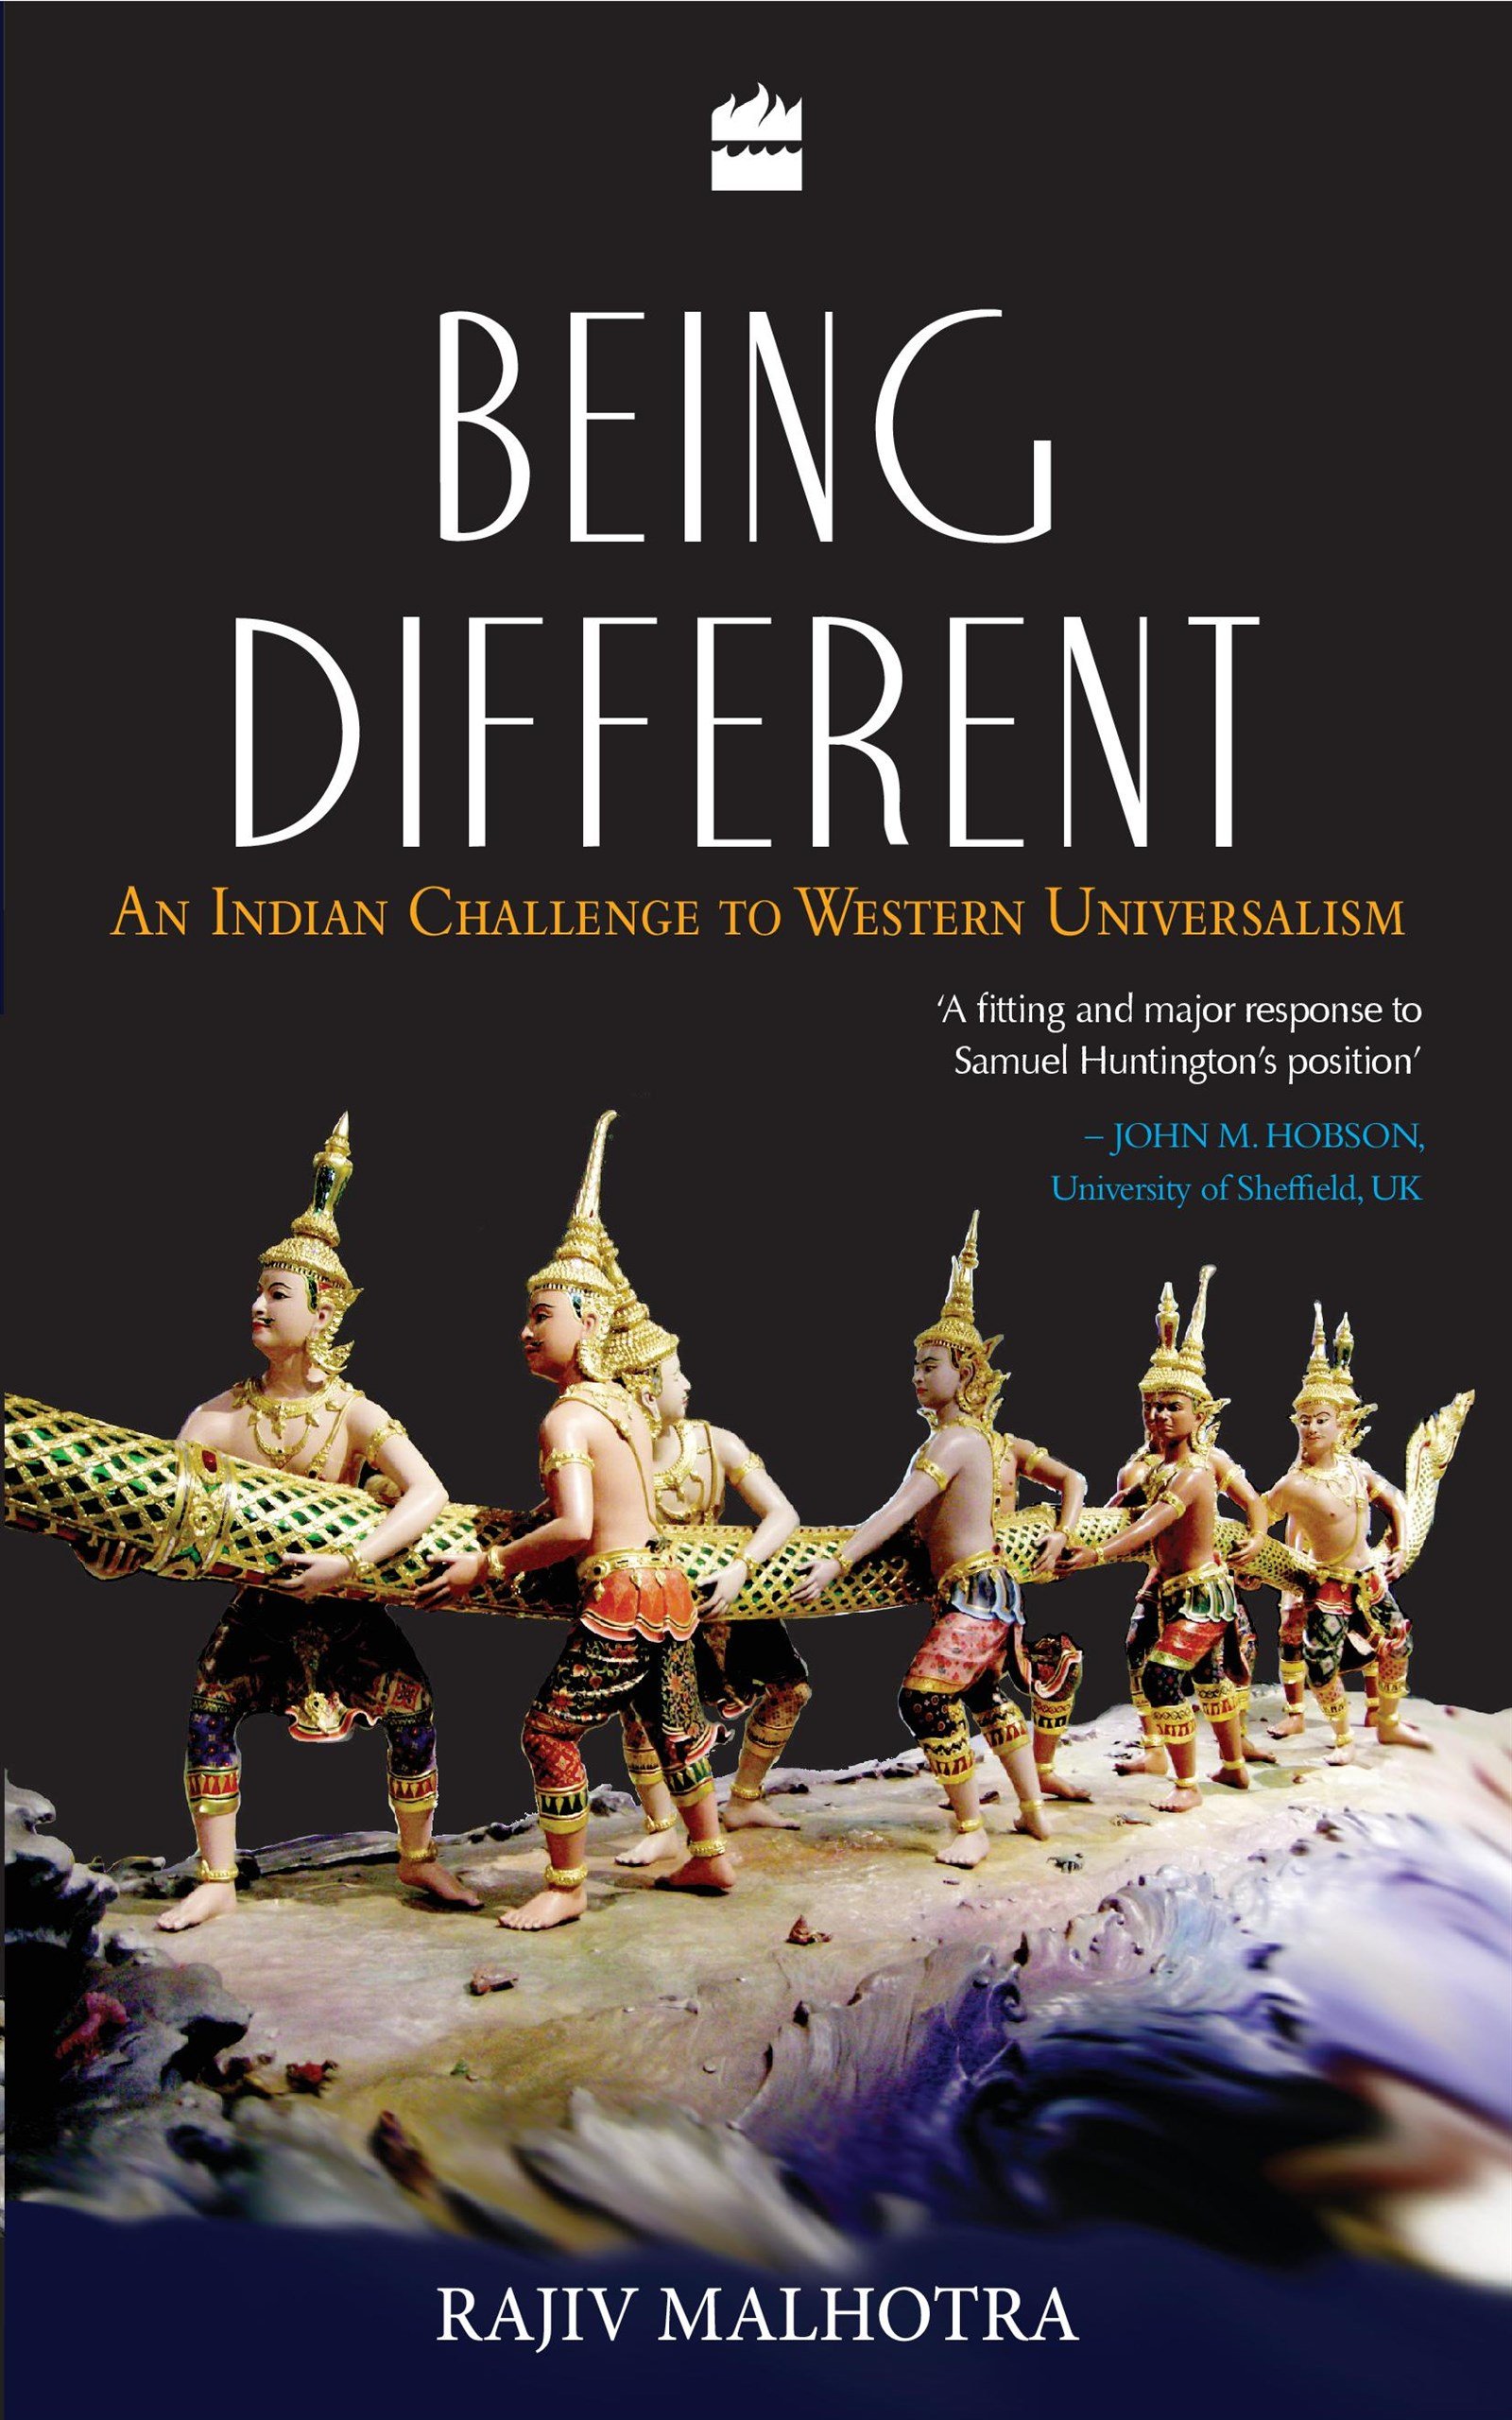 BEING
DIFFERENT
AN INDIAN CHALLENGE TO WESTERN UNIVERSALISM
‘A fitting and major response to
Samuel Huntington’s position’
– JOHN M. HOBSON,
University of Sheffield, UK
RAJIV MALHOTRA